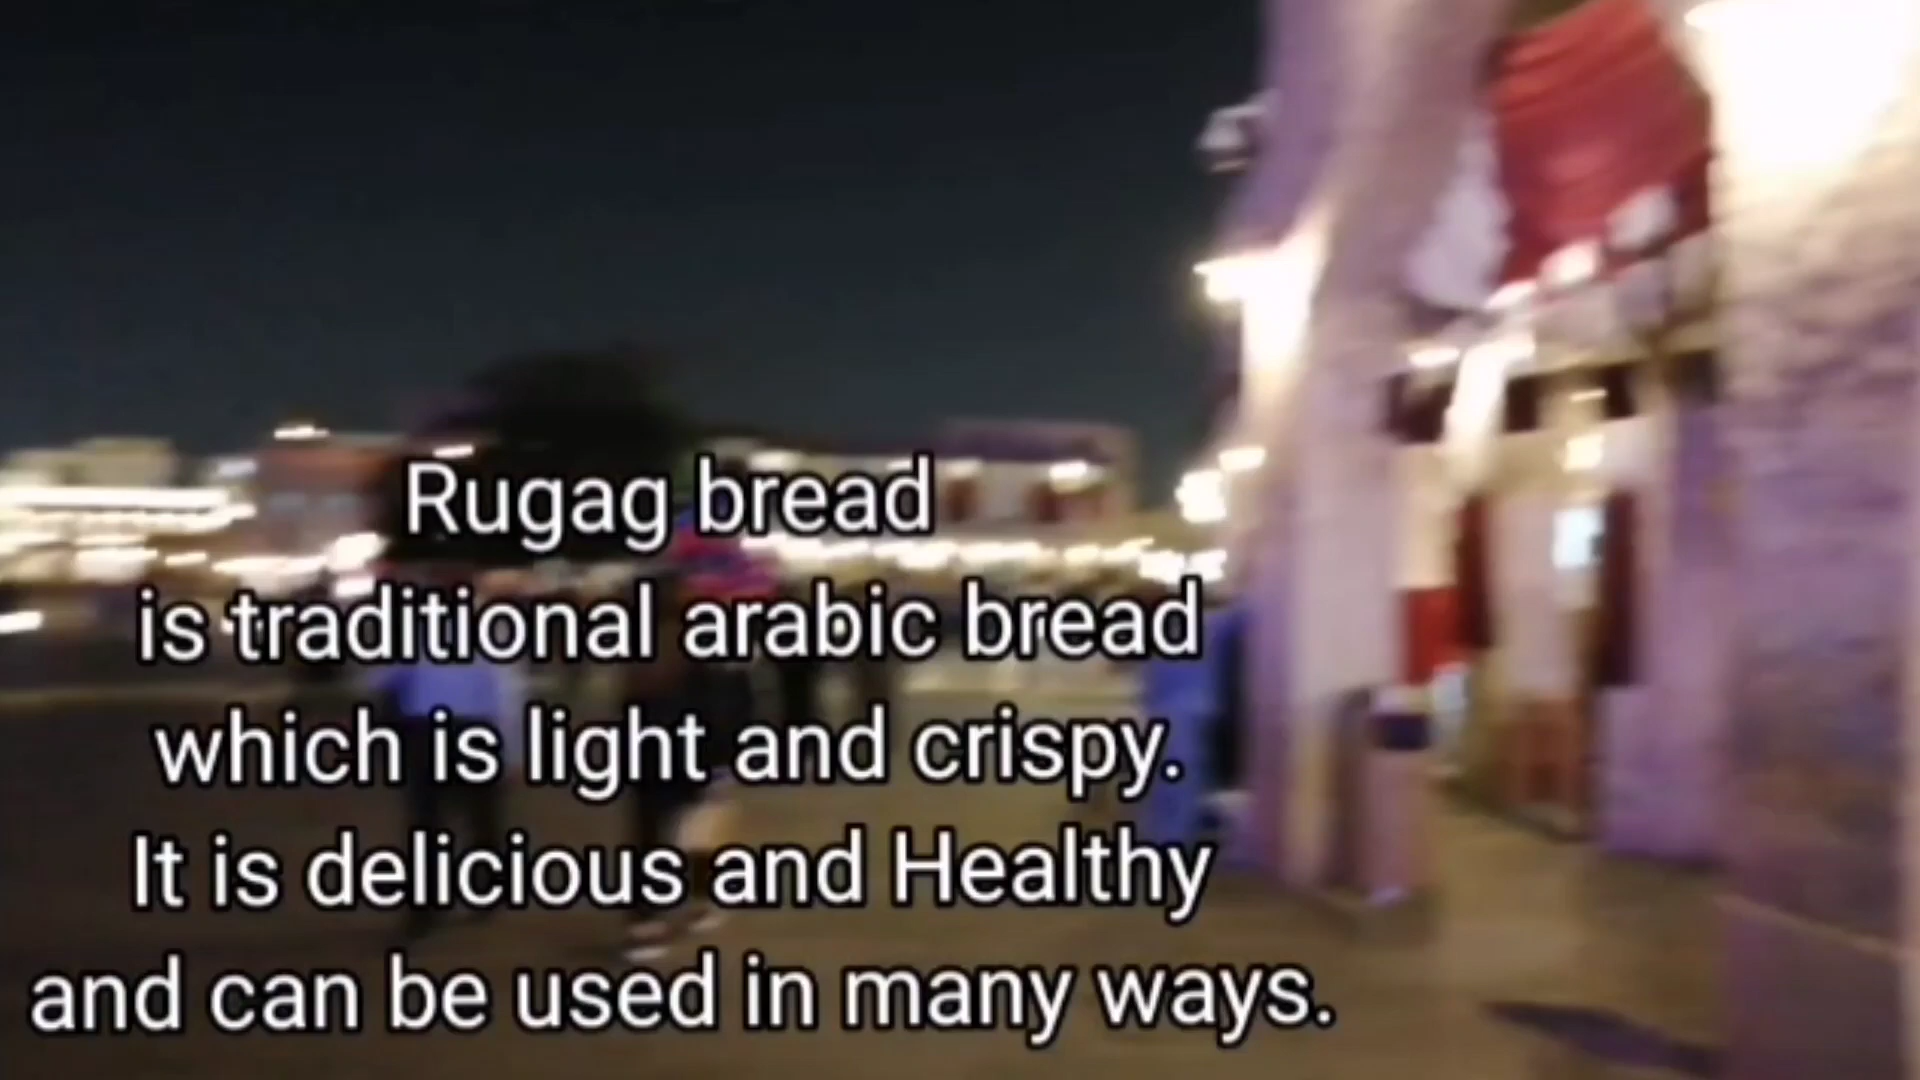 Rugag bread
is traditional arabic bread
which is light and crispy.
It is delicious and Healthy
and can be used in many ways.